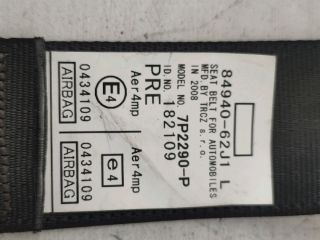 84940-62J1 L
SEAT BELT FOR AUTOMOBILES
MFD.BY TRCZ s.r.o.
IN 2008
MODEL NO. 7P2290-P
ID.NO. 182109
PRE
Aer4mp Aer4mp
E4 e4
0434109 0434109
AIRBAG AIRBAG